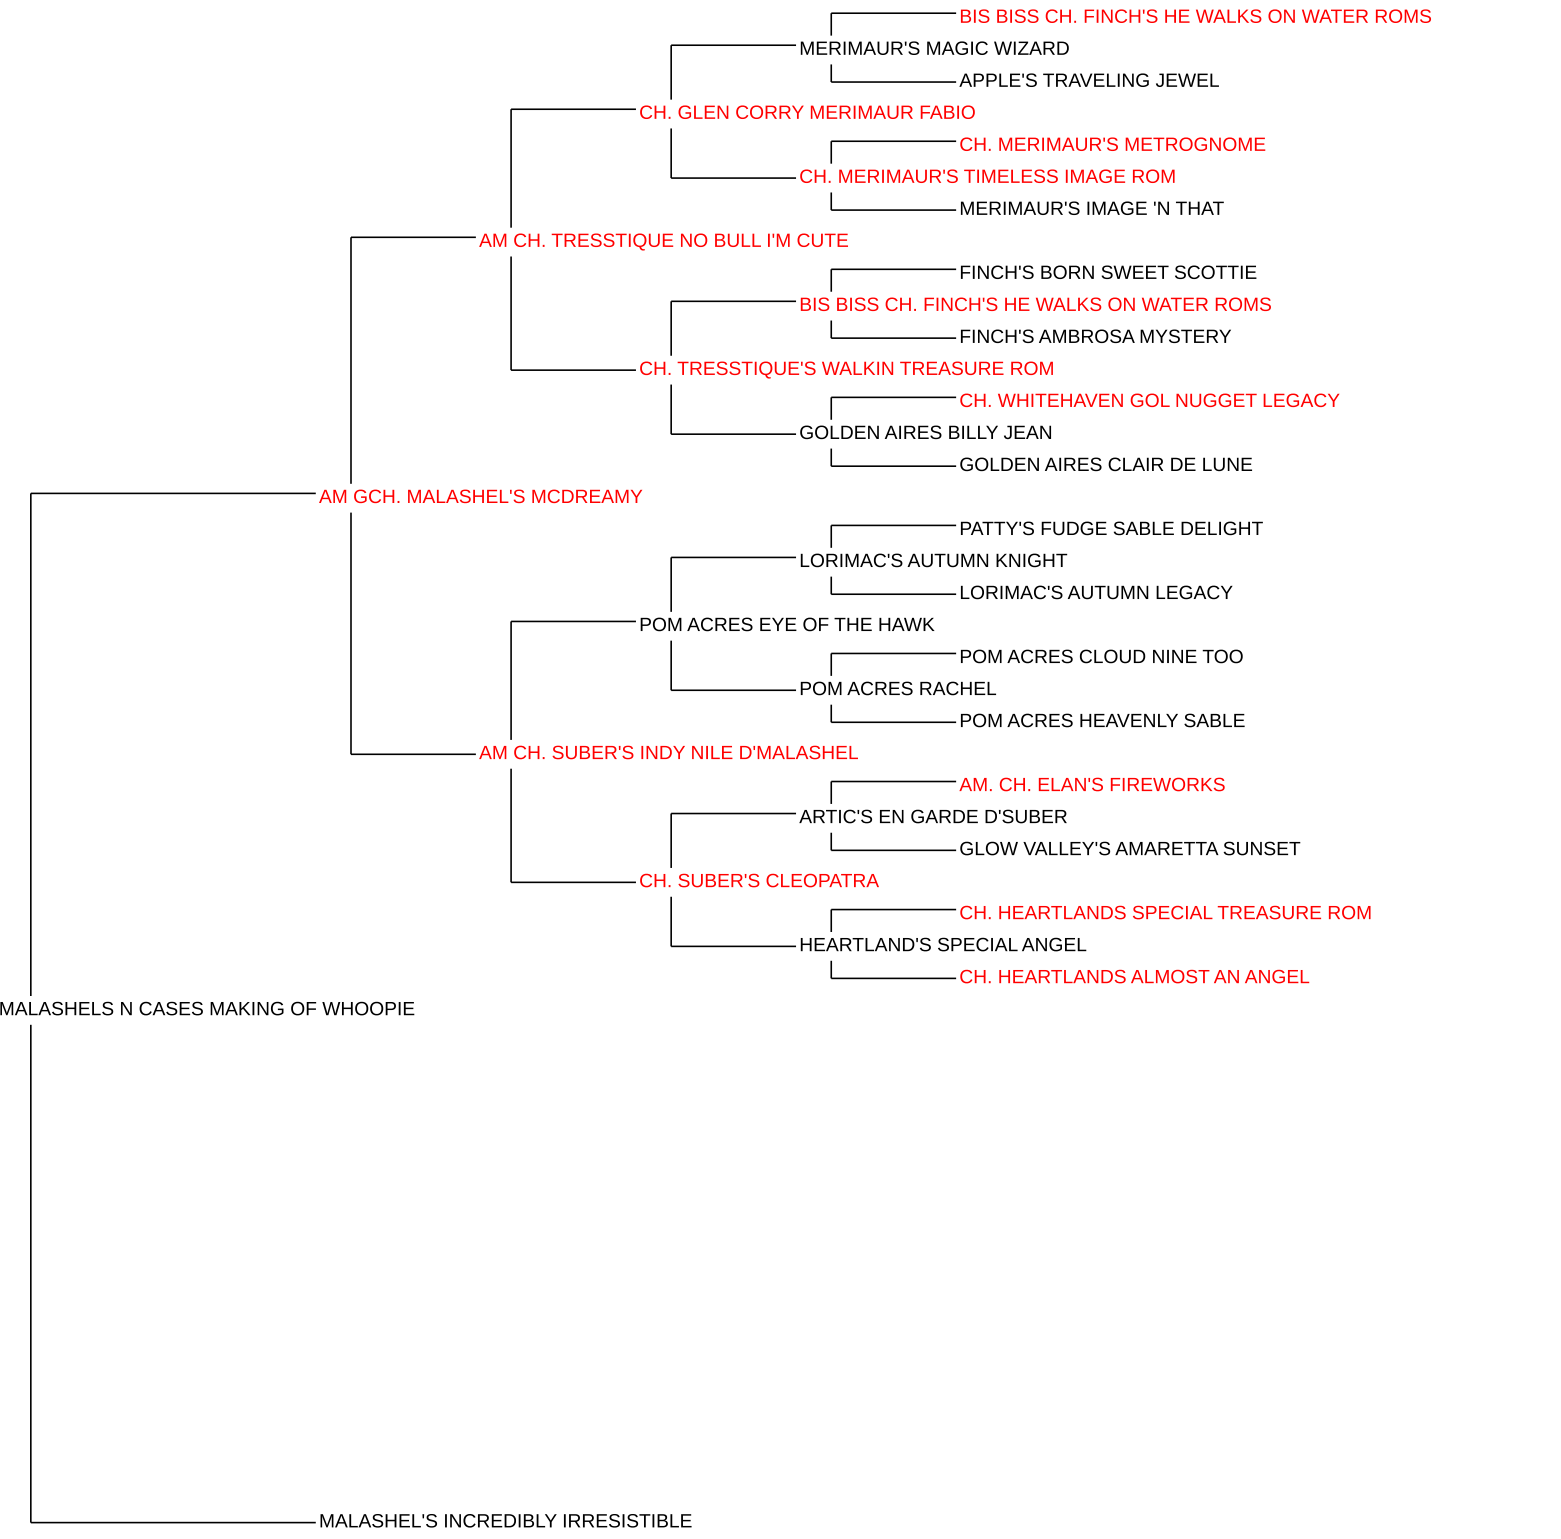 BIS BISS CH. FINCH'S HE WALKS ON WATER ROMS
MERIMAUR'S MAGIC WIZARD
APPLE'S TRAVELING JEWEL
CH. GLEN CORRY MERIMAUR FABIO
CH. MERIMAUR'S METROGNOME
CH. MERIMAUR'S TIMELESS IMAGE ROM
MERIMAUR'S IMAGE 'N THAT
AM CH. TRESSTIQUE NO BULL I'M CUTE
FINCH'S BORN SWEET SCOTTIE
BIS BISS CH. FINCH'S HE WALKS ON WATER ROMS
FINCH'S AMBROSA MYSTERY
CH. TRESSTIQUE'S WALKIN TREASURE ROM
CH. WHITEHAVEN GOL NUGGET LEGACY
GOLDEN AIRES BILLY JEAN
GOLDEN AIRES CLAIR DE LUNE
AM GCH. MALASHEL'S MCDREAMY
PATTY'S FUDGE SABLE DELIGHT
LORIMAC'S AUTUMN KNIGHT
LORIMAC'S AUTUMN LEGACY
POM ACRES EYE OF THE HAWK
POM ACRES CLOUD NINE TOO
POM ACRES RACHEL
POM ACRES HEAVENLY SABLE
AM CH. SUBER'S INDY NILE D'MALASHEL
AM. CH. ELAN'S FIREWORKS
ARTIC'S EN GARDE D'SUBER
GLOW VALLEY'S AMARETTA SUNSET
CH. SUBER'S CLEOPATRA
CH. HEARTLANDS SPECIAL TREASURE ROM
HEARTLAND'S SPECIAL ANGEL
CH. HEARTLANDS ALMOST AN ANGEL
MALASHELS N CASES MAKING OF WHOOPIE
MALASHEL'S INCREDIBLY IRRESISTIBLE